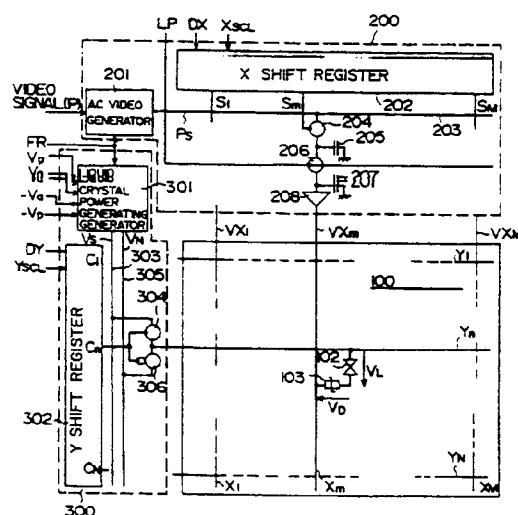 LP DX XSCL
200
X SHIFT REGISTER
201
VIDEO
SIGNAL(P)
AC VIDEO
GENERATOR
S1
Sm
202
SM
203
204
205
PS
FR
206
207
208
VP
-Va
-VP
LIQUID
CRYSTAL
POWER
GENERATING
GENERATOR
301
VS
VN
303
305
DY
YSCL
C1
304
Cn
306
CN
302
Y SHIFT REGISTER
300
VX1
VXm
VXM
Y1
100
Yn
102
103
VL
VD
YN
X1
Xm
XM